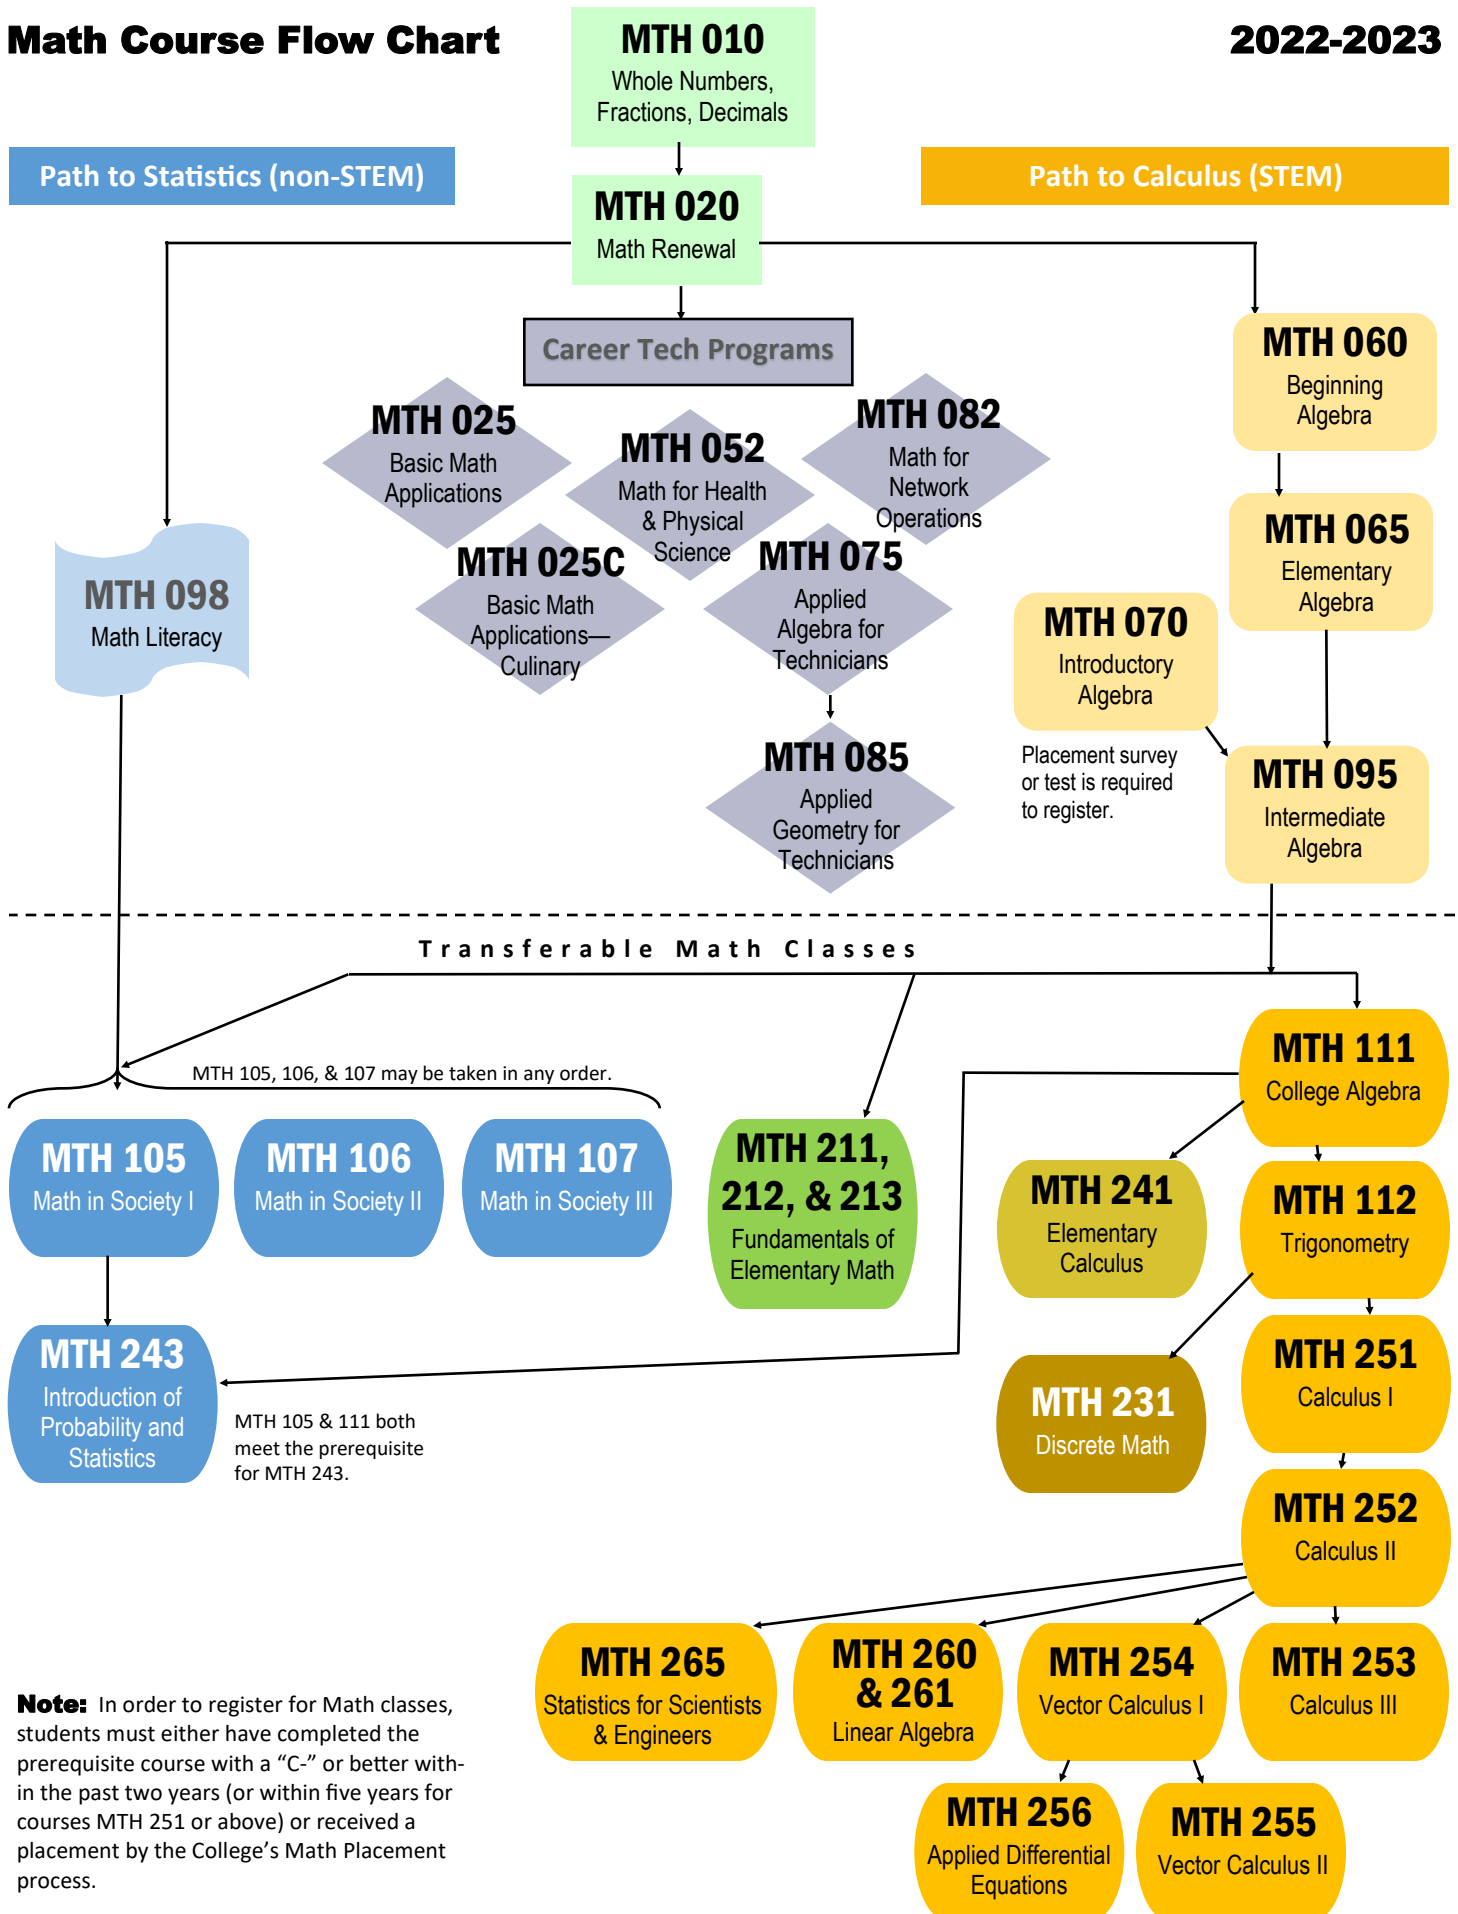 Math Course Flow Chart
2022-2023
MTH 010
Whole Numbers,
Fractions, Decimals
Path to Statistics (non-STEM)
Path to Calculus (STEM)
MTH 020
Math Renewal
Career Tech Programs
MTH 025
Basic Math
Applications
MTH 052
Math for Health
& Physical
Science
MTH 082
Math for
Network
Operations
MTH 060
Beginning
Algebra
MTH 025C
Basic Math
Applications—
Culinary
MTH 075
Applied
Algebra for
Technicians
MTH 065
Elementary
Algebra
MTH 098
Math Literacy
MTH 070
Introductory
Algebra
Placement survey
or test is required
to register.
MTH 085
Applied
Geometry for
Technicians
MTH 095
Intermediate
Algebra
Transferable Math Classes
MTH 105, 106, & 107 may be taken in any order.
MTH 105
Math in Society I
MTH 106
Math in Society II
MTH 107
Math in Society III
MTH 211,
212, & 213
Fundamentals of
Elementary Math
MTH 111
College Algebra
MTH 241
Elementary
Calculus
MTH 112
Trigonometry
MTH 243
Introduction of
Probability and
Statistics
MTH 105 & 111 both
meet the prerequisite
for MTH 243.
MTH 231
Discrete Math
MTH 251
Calculus I
MTH 252
Calculus II
MTH 265
Statistics for Scientists
& Engineers
MTH 260
& 261
Linear Algebra
MTH 254
Vector Calculus I
MTH 253
Calculus III
MTH 256
Applied Differential
Equations
MTH 255
Vector Calculus II
Note: In order to register for Math classes,
students must either have completed the
prerequisite course with a “C-” or better with-
in the past two years (or within five years for
courses MTH 251 or above) or received a
placement by the College’s Math Placement
process.